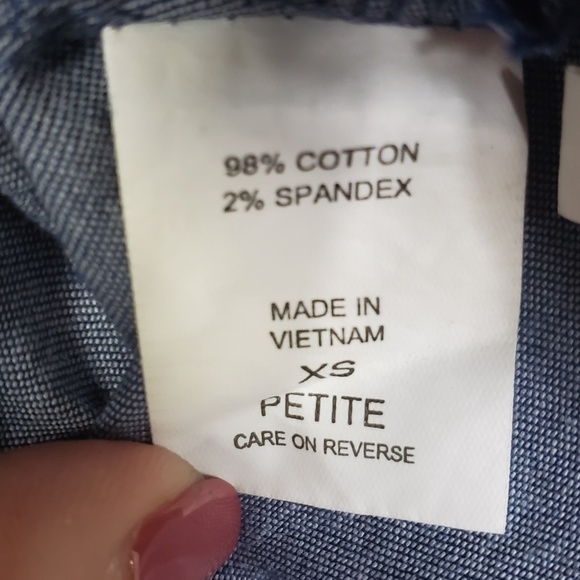 98% COTTON
2% SPANDEX
MADE IN
VIETNAM
XS
PETITE
CARE ON REVERSE